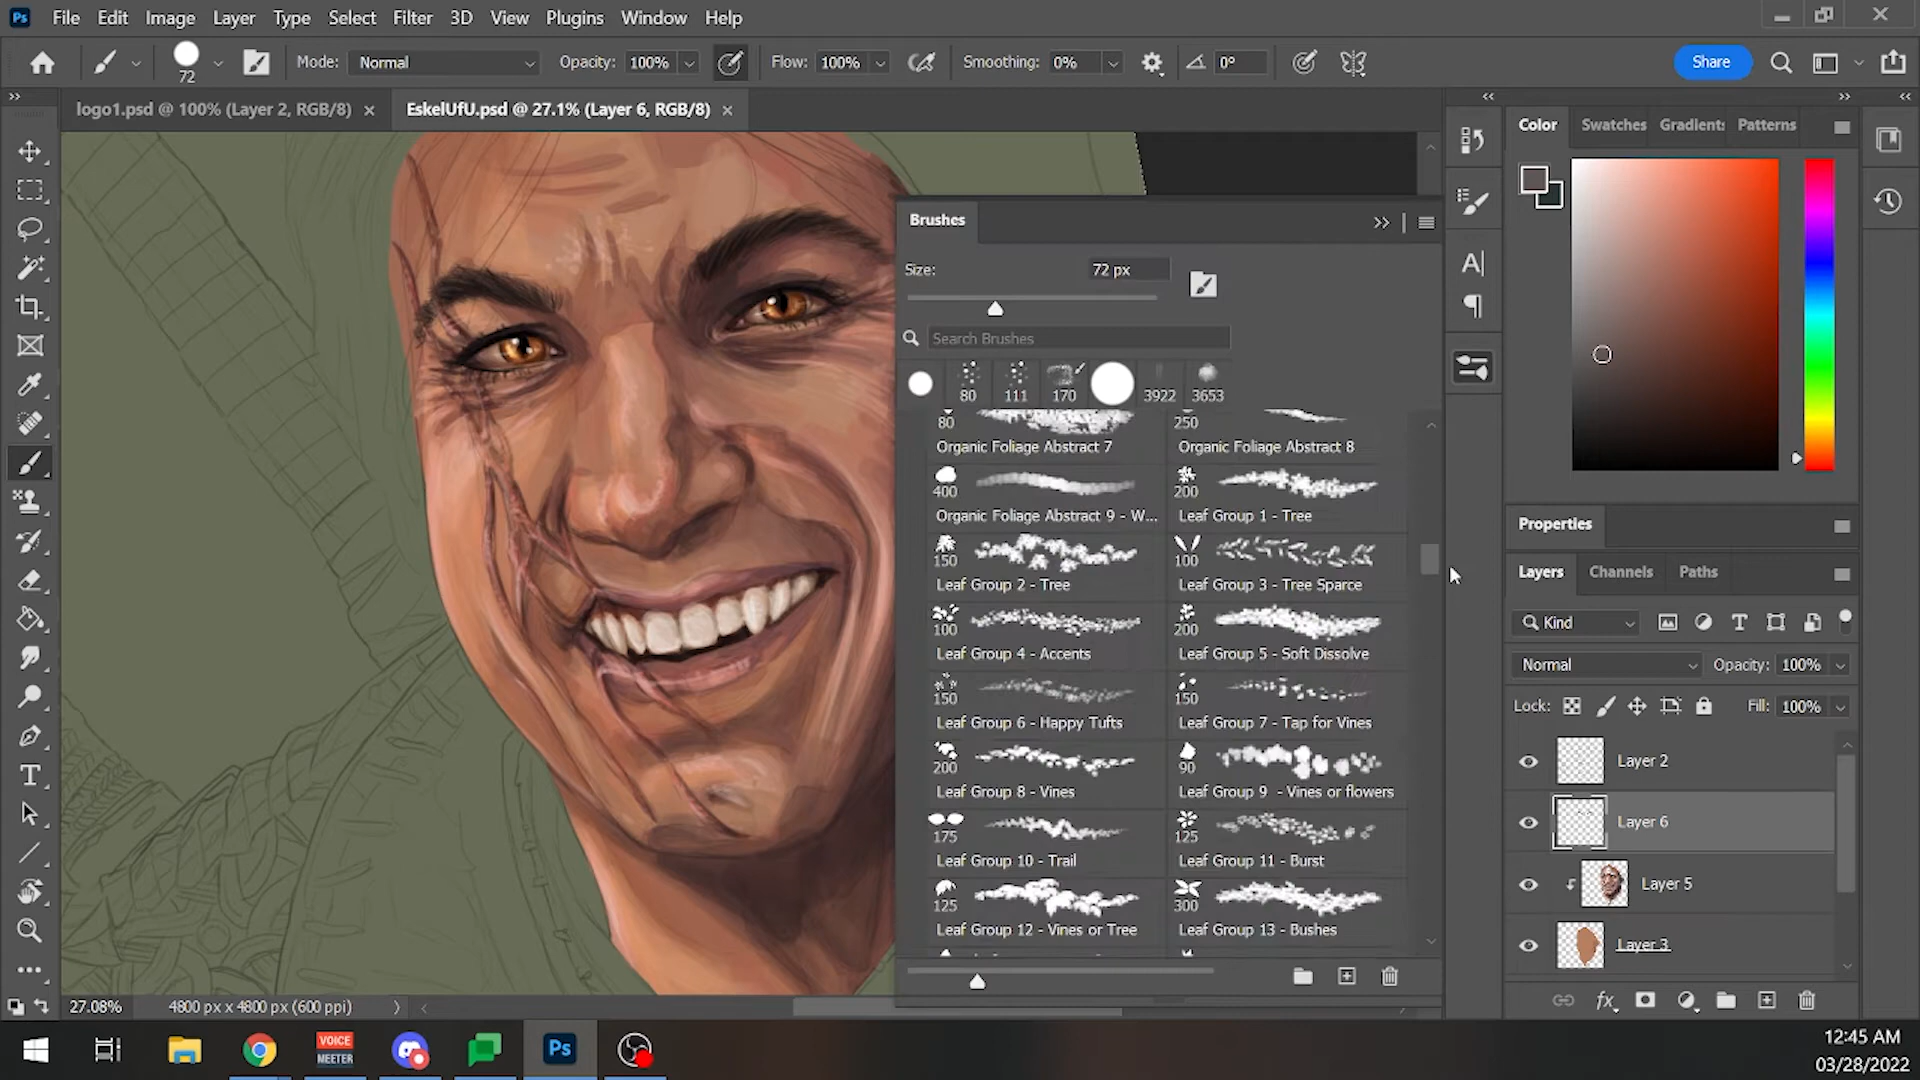 Ps File Edit Image Layer Type Select Filter 3D View Plugins Window Help
72 Mode: Normal Opacity: 100% Flow: 100% Smoothing: 0% 0° Share
logo1.psd @ 100% (Layer 2, RGB/8) EskelUfU.psd @ 27.1% (Layer 6, RGB/8)
Color Swatches Gradients Patterns
Brushes
Size: 72 px
Search Brushes
80 111 170 3922 3653
80 250
Organic Foliage Abstract 7 Organic Foliage Abstract 8
400 200
Organic Foliage Abstract 9 - W... Leaf Group 1 - Tree
150 100
Leaf Group 2 - Tree Leaf Group 3 - Tree Sparce
100 200
Leaf Group 4 - Accents Leaf Group 5 - Soft Dissolve
150 150
Leaf Group 6 - Happy Tufts Leaf Group 7 - Tap for Vines
200 90
Leaf Group 8 - Vines Leaf Group 9 - Vines or flowers
175 125
Leaf Group 10 - Trail Leaf Group 11 - Burst
125 300
Leaf Group 12 - Vines or Tree Leaf Group 13 - Bushes
Properties
Layers Channels Paths
Kind
Normal Opacity: 100%
Lock: Fill: 100%
Layer 2
Layer 6
Layer 5
Layer 3
fx
27.08% 4800 px x 4800 px (600 ppi)
VOICE
MEETER
Ps
12:45 AM
03/28/2022